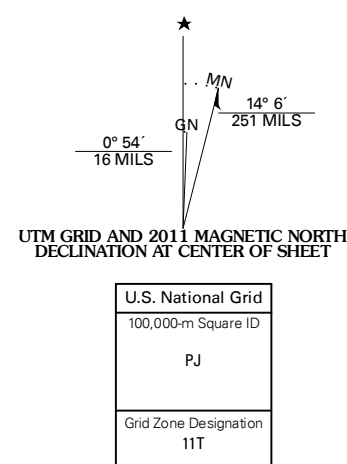 ★
MN
GN
14° 6´
251 MILS
0° 54´
16 MILS
UTM GRID AND 2011 MAGNETIC NORTH
DECLINATION AT CENTER OF SHEET
U.S. National Grid
100,000-m Square ID
PJ
Grid Zone Designation
11T